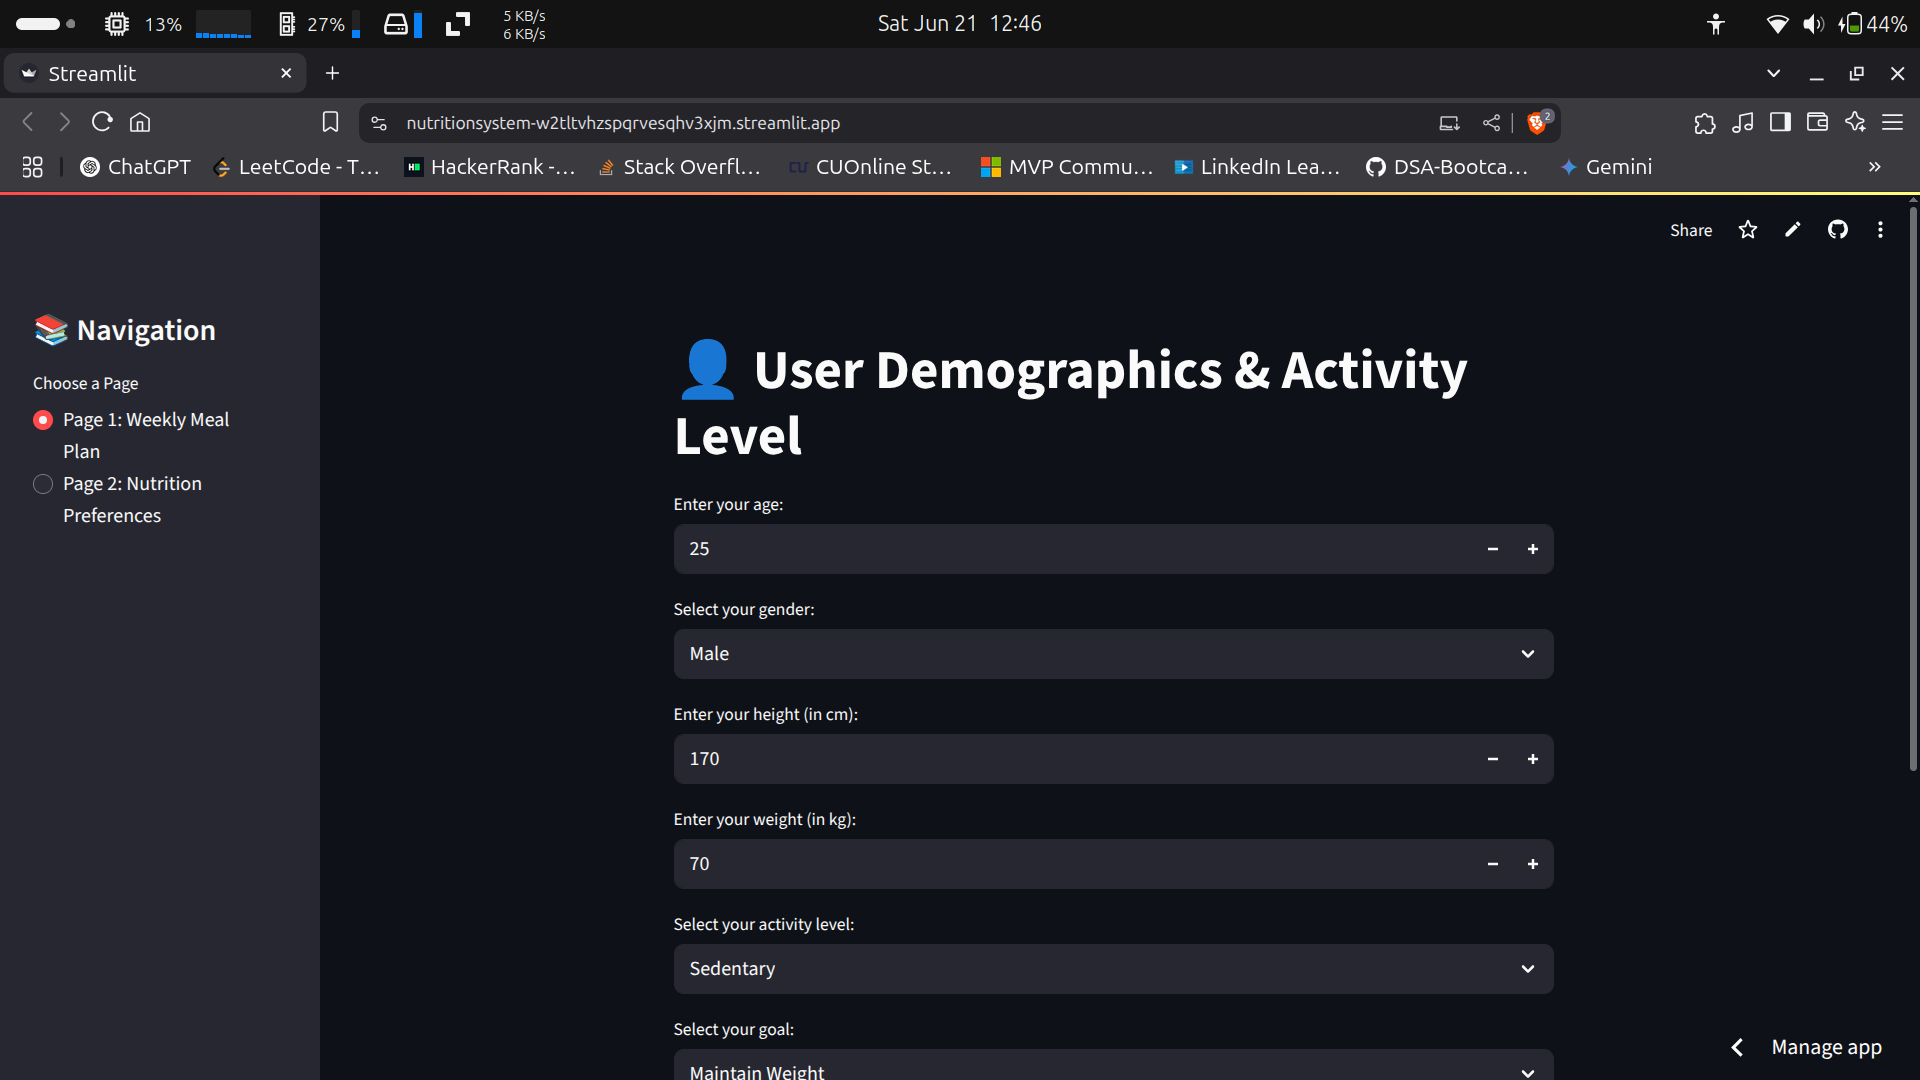 13%
27%
5 KB/s
6 KB/s
Sat Jun 21 12:46
44%
Streamlit
nutritionsystem-w2tltvhzspqrvesqhv3xjm.streamlit.app
2
ChatGPT
LeetCode - T...
HackerRank -...
Stack Overfl...
CUOnline St...
MVP Commu...
LinkedIn Lea...
DSA-Bootca...
Gemini
Share
Navigation
Choose a Page
Page 1: Weekly Meal
Plan
Page 2: Nutrition
Preferences
User Demographics & Activity
Level
Enter your age:
25
Select your gender:
Male
Enter your height (in cm):
170
Enter your weight (in kg):
70
Select your activity level:
Sedentary
Select your goal:
Maintain Weight
Manage app